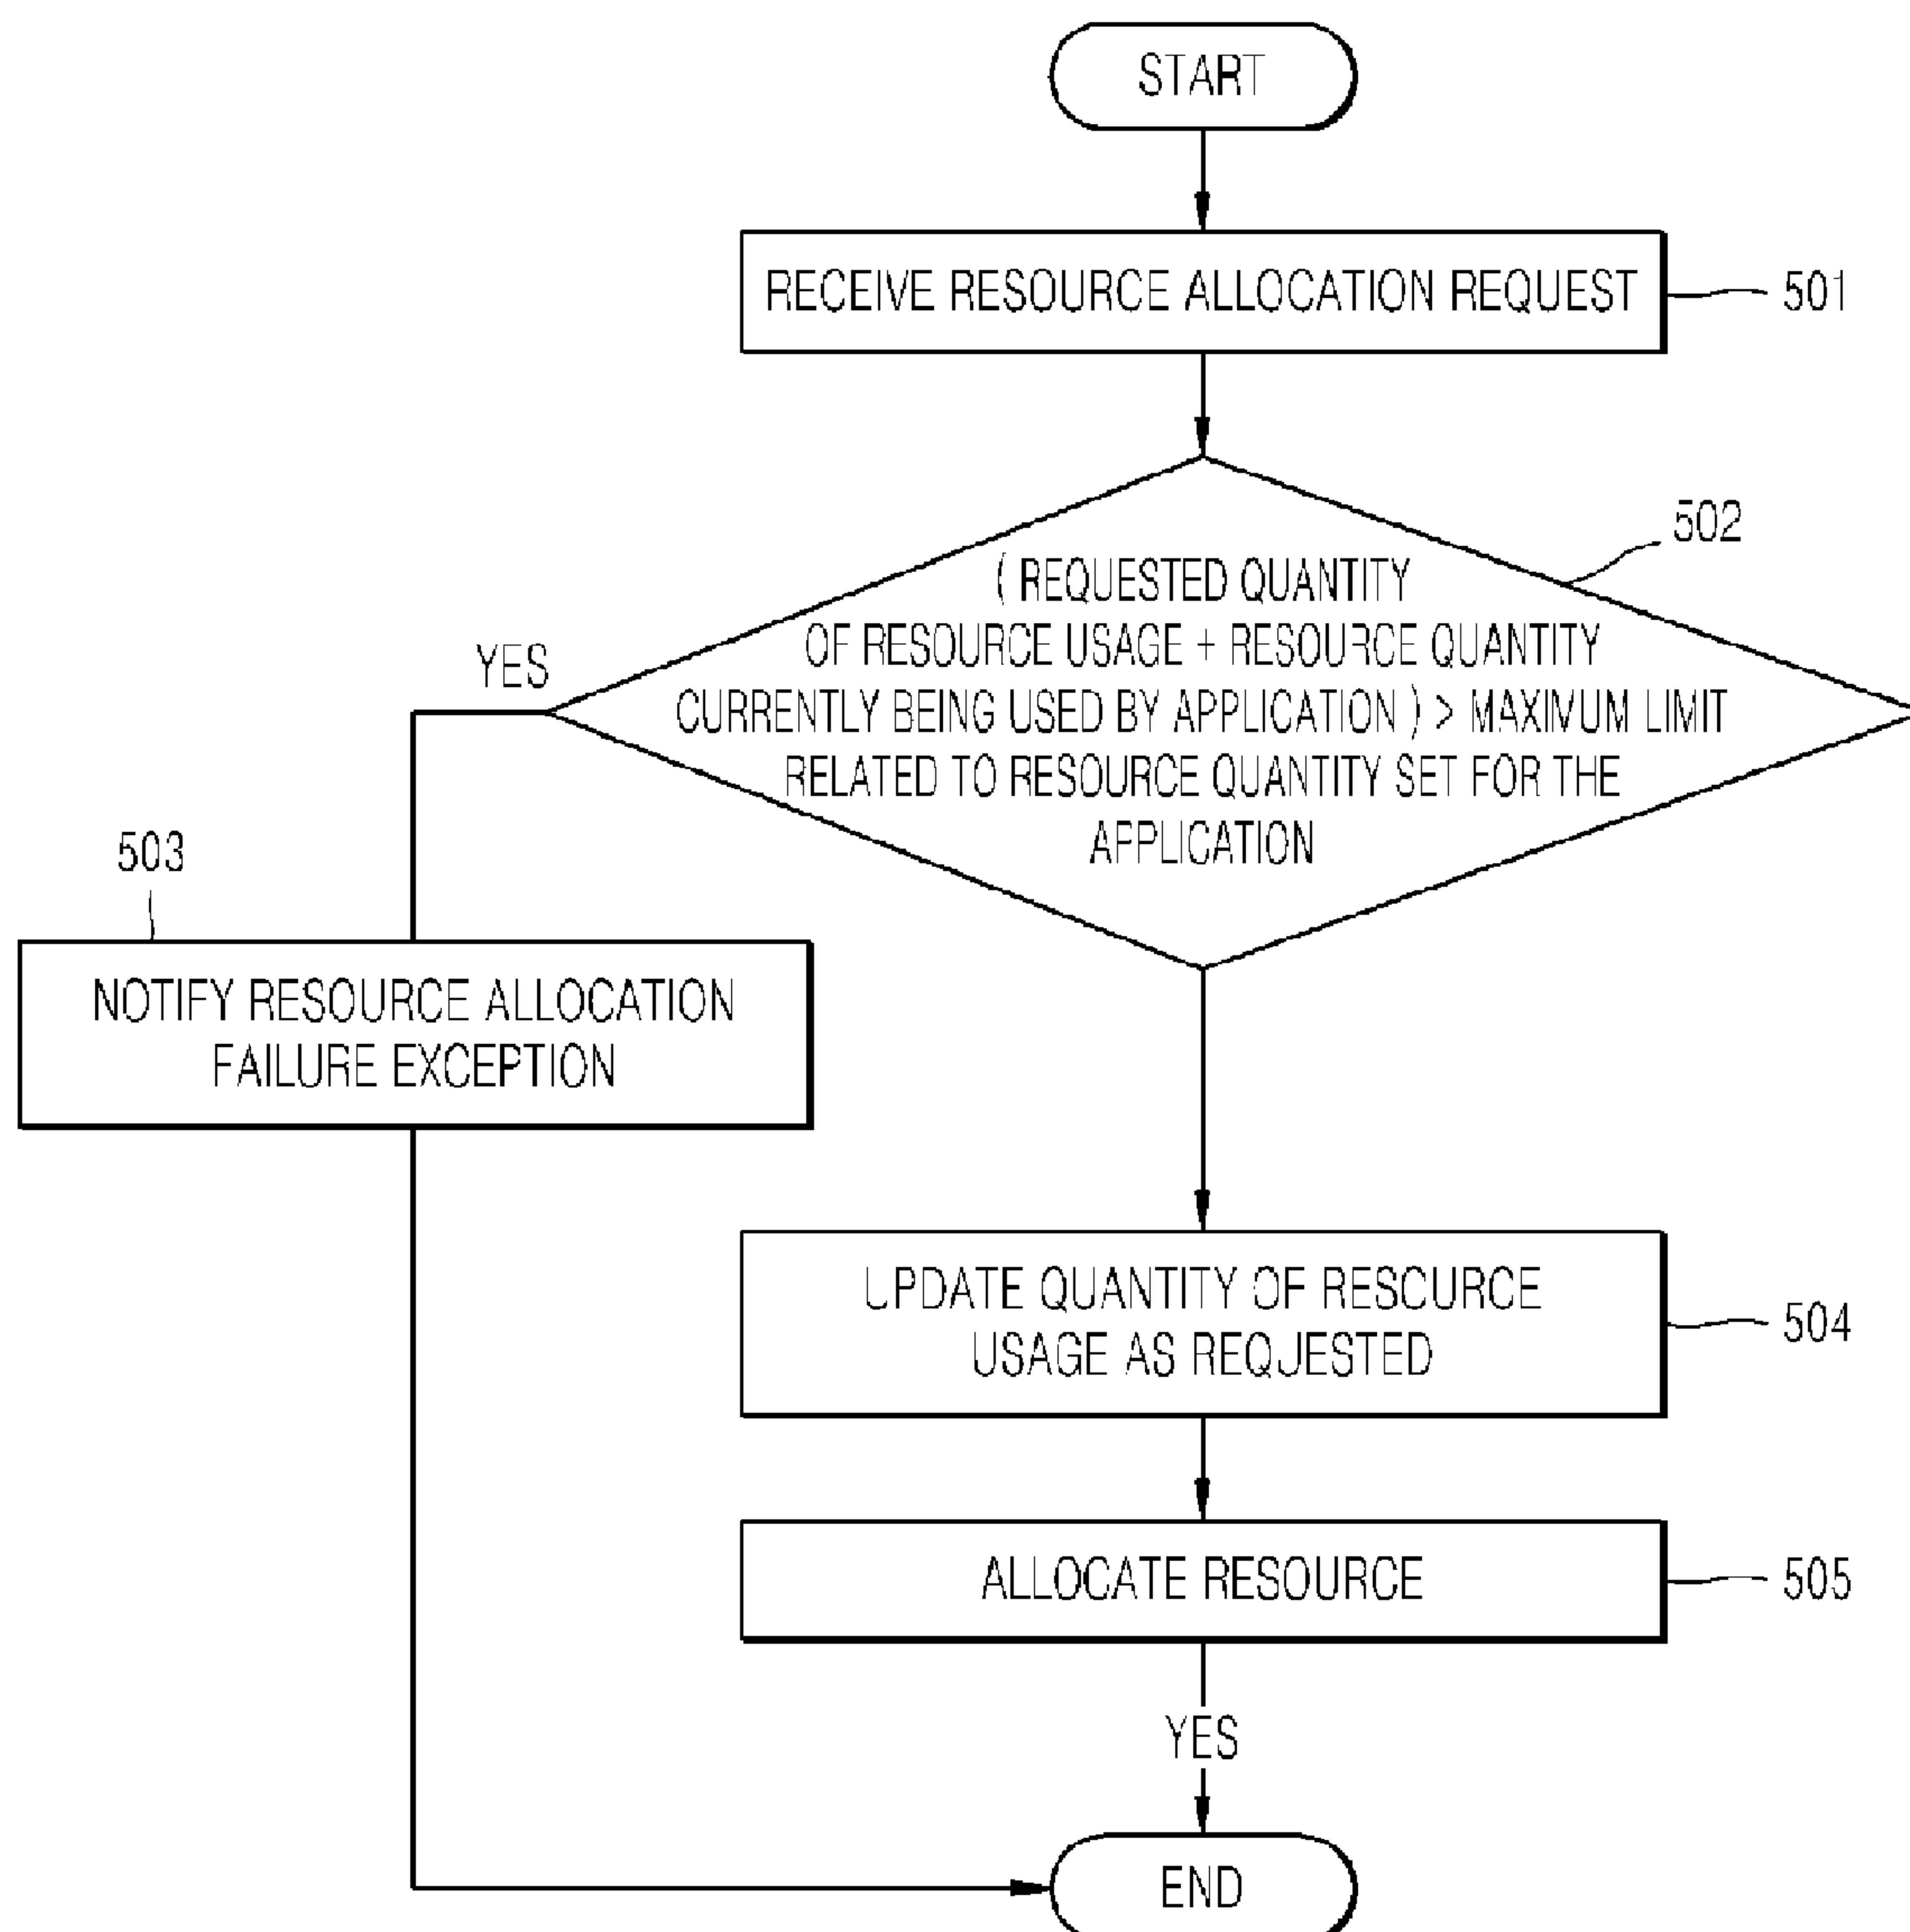 START
RECEIVE RESOURCE ALLOCATION REQUEST
501
502
( REQUESTED QUANTITY
OF RESOURCE USAGE + RESOURCE QUANTITY
CURRENTLY BEING USED BY APPLICATION ) > MAXIMUM LIMIT
RELATED TO RESOURCE QUANTITY SET FOR THE
APPLICATION
YES
503
NOTIFY RESOURCE ALLOCATION
FAILURE EXCEPTION
UPDATE QUANTITY OF RESOURCE
USAGE AS REQUESTED
504
ALLOCATE RESOURCE
505
YES
END